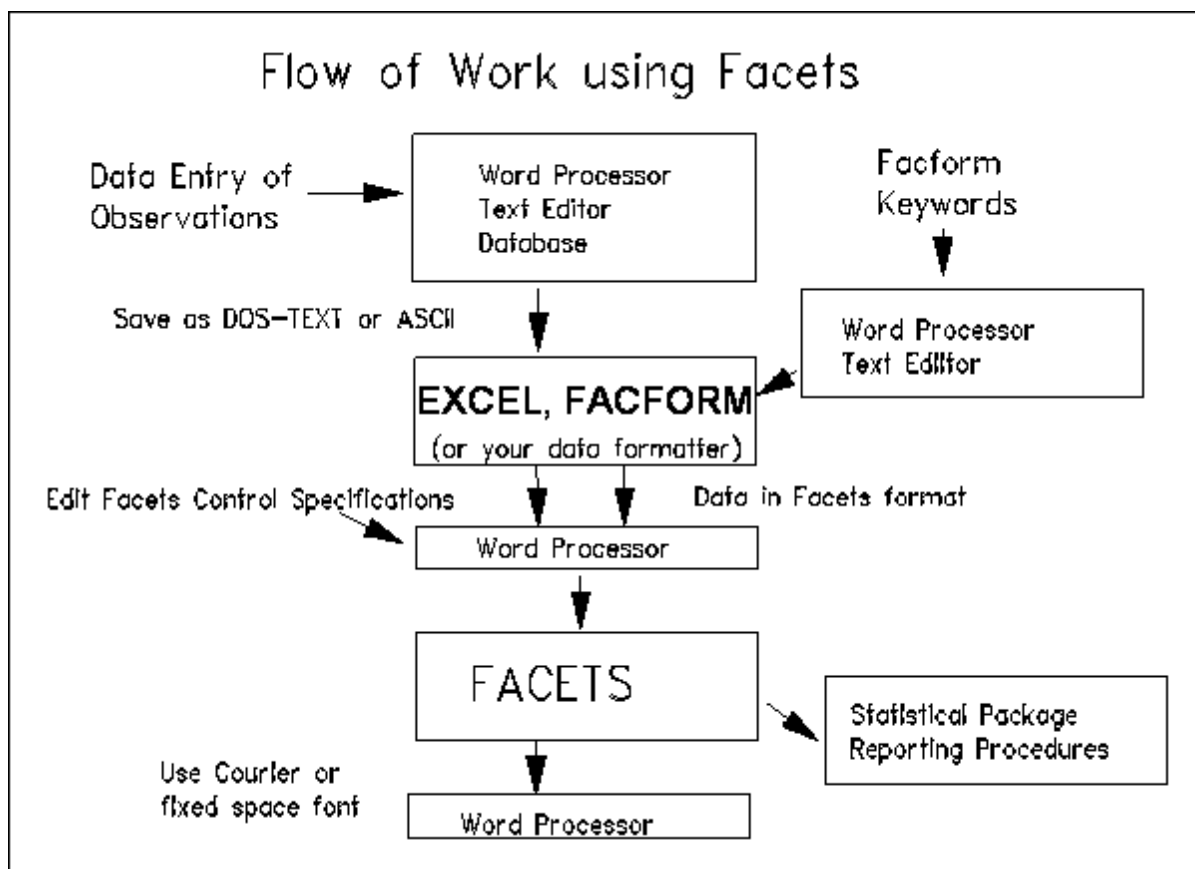 Flow of Work using Facets
Data Entry of
Observations
Word Processor
Text Editor
Database
Facform
Keywords
Save as DOS-TEXT or ASCII
Word Processor
Text Ediitor
EXCEL, FACFORM
(or your data formatter)
Edit Facets Control Specifications
Data in Facets format
Word Processor
FACETS
Statistical Package
Reporting Procedures
Use Courier or
fixed space font
Word Processor